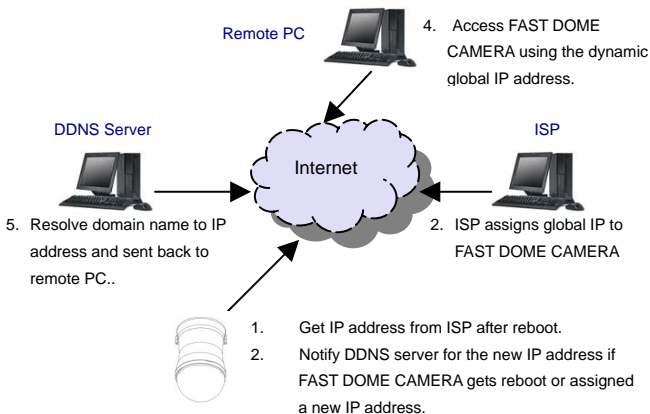 Remote PC
4. Access FAST DOME
CAMERA using the dynamic
global IP address.
DDNS Server
ISP
Internet
5. Resolve domain name to IP
address and sent back to
remote PC..
2. ISP assigns global IP to
FAST DOME CAMERA
1. Get IP address from ISP after reboot.
2. Notify DDNS server for the new IP address if
FAST DOME CAMERA gets reboot or assigned
a new IP address.